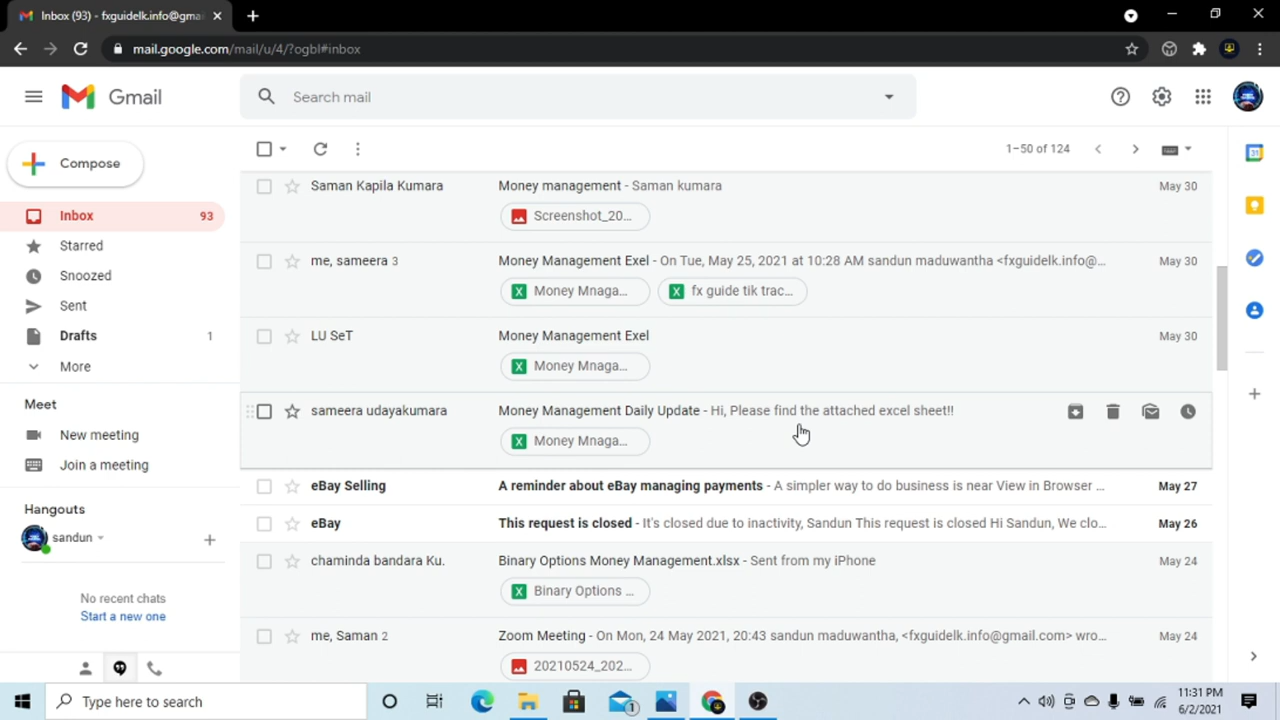 Inbox (93) - fxguidelk.info@gma
mail.google.com/mail/u/4/?ogbl#inbox
Gmail
Search mail
Compose
1–50 of 124
Inbox 93
Starred
Snoozed
Sent
Drafts 1
More
Meet
New meeting
Join a meeting
Hangouts
sandun
No recent chats
Start a new one
Saman Kapila Kumara Money management - Saman kumara May 30
Screenshot_20...
me, sameera 3 Money Management Exel - On Tue, May 25, 2021 at 10:28 AM sandun maduwantha <fxguidelk.info@... May 30
Money Mnaga... fx guide tik trac...
LU SeT Money Management Exel May 30
Money Mnaga...
sameera udayakumara Money Management Daily Update - Hi, Please find the attached excel sheet!!
Money Mnaga...
eBay Selling A reminder about eBay managing payments - A simpler way to do business is near View in Browser ... May 27
eBay This request is closed - It's closed due to inactivity, Sandun This request is closed Hi Sandun, We clo... May 26
chaminda bandara Ku. Binary Options Money Management.xlsx - Sent from my iPhone May 24
Binary Options ...
me, Saman 2 Zoom Meeting - On Mon, 24 May 2021, 20:43 sandun maduwantha, <fxguidelk.info@gmail.com> wro... May 24
20210524_202...
Type here to search
1
11:31 PM
6/2/2021